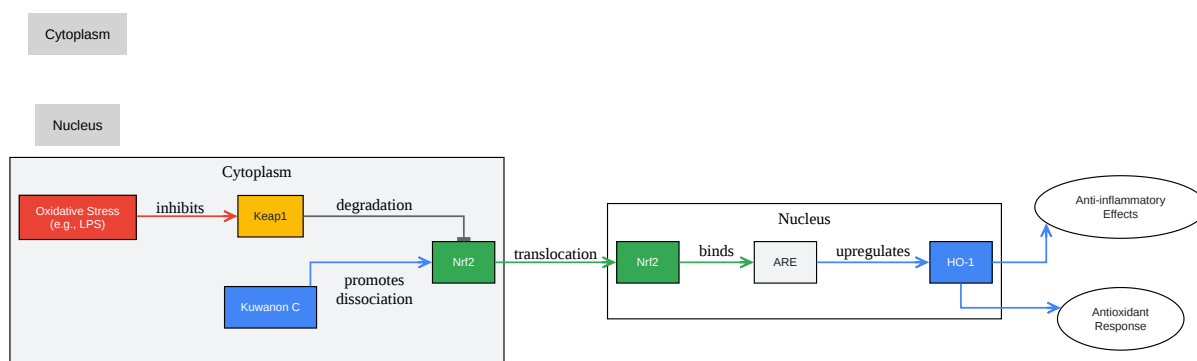 Cytoplasm
Nucleus
Cytoplasm
Oxidative Stress
(e.g., LPS)
inhibits
Keap1
degradation
Kuwanon C
promotes
dissociation
Nrf2
translocation
Nucleus
Nrf2
binds
ARE
upregulates
HO-1
Anti-inflammatory
Effects
Antioxidant
Response